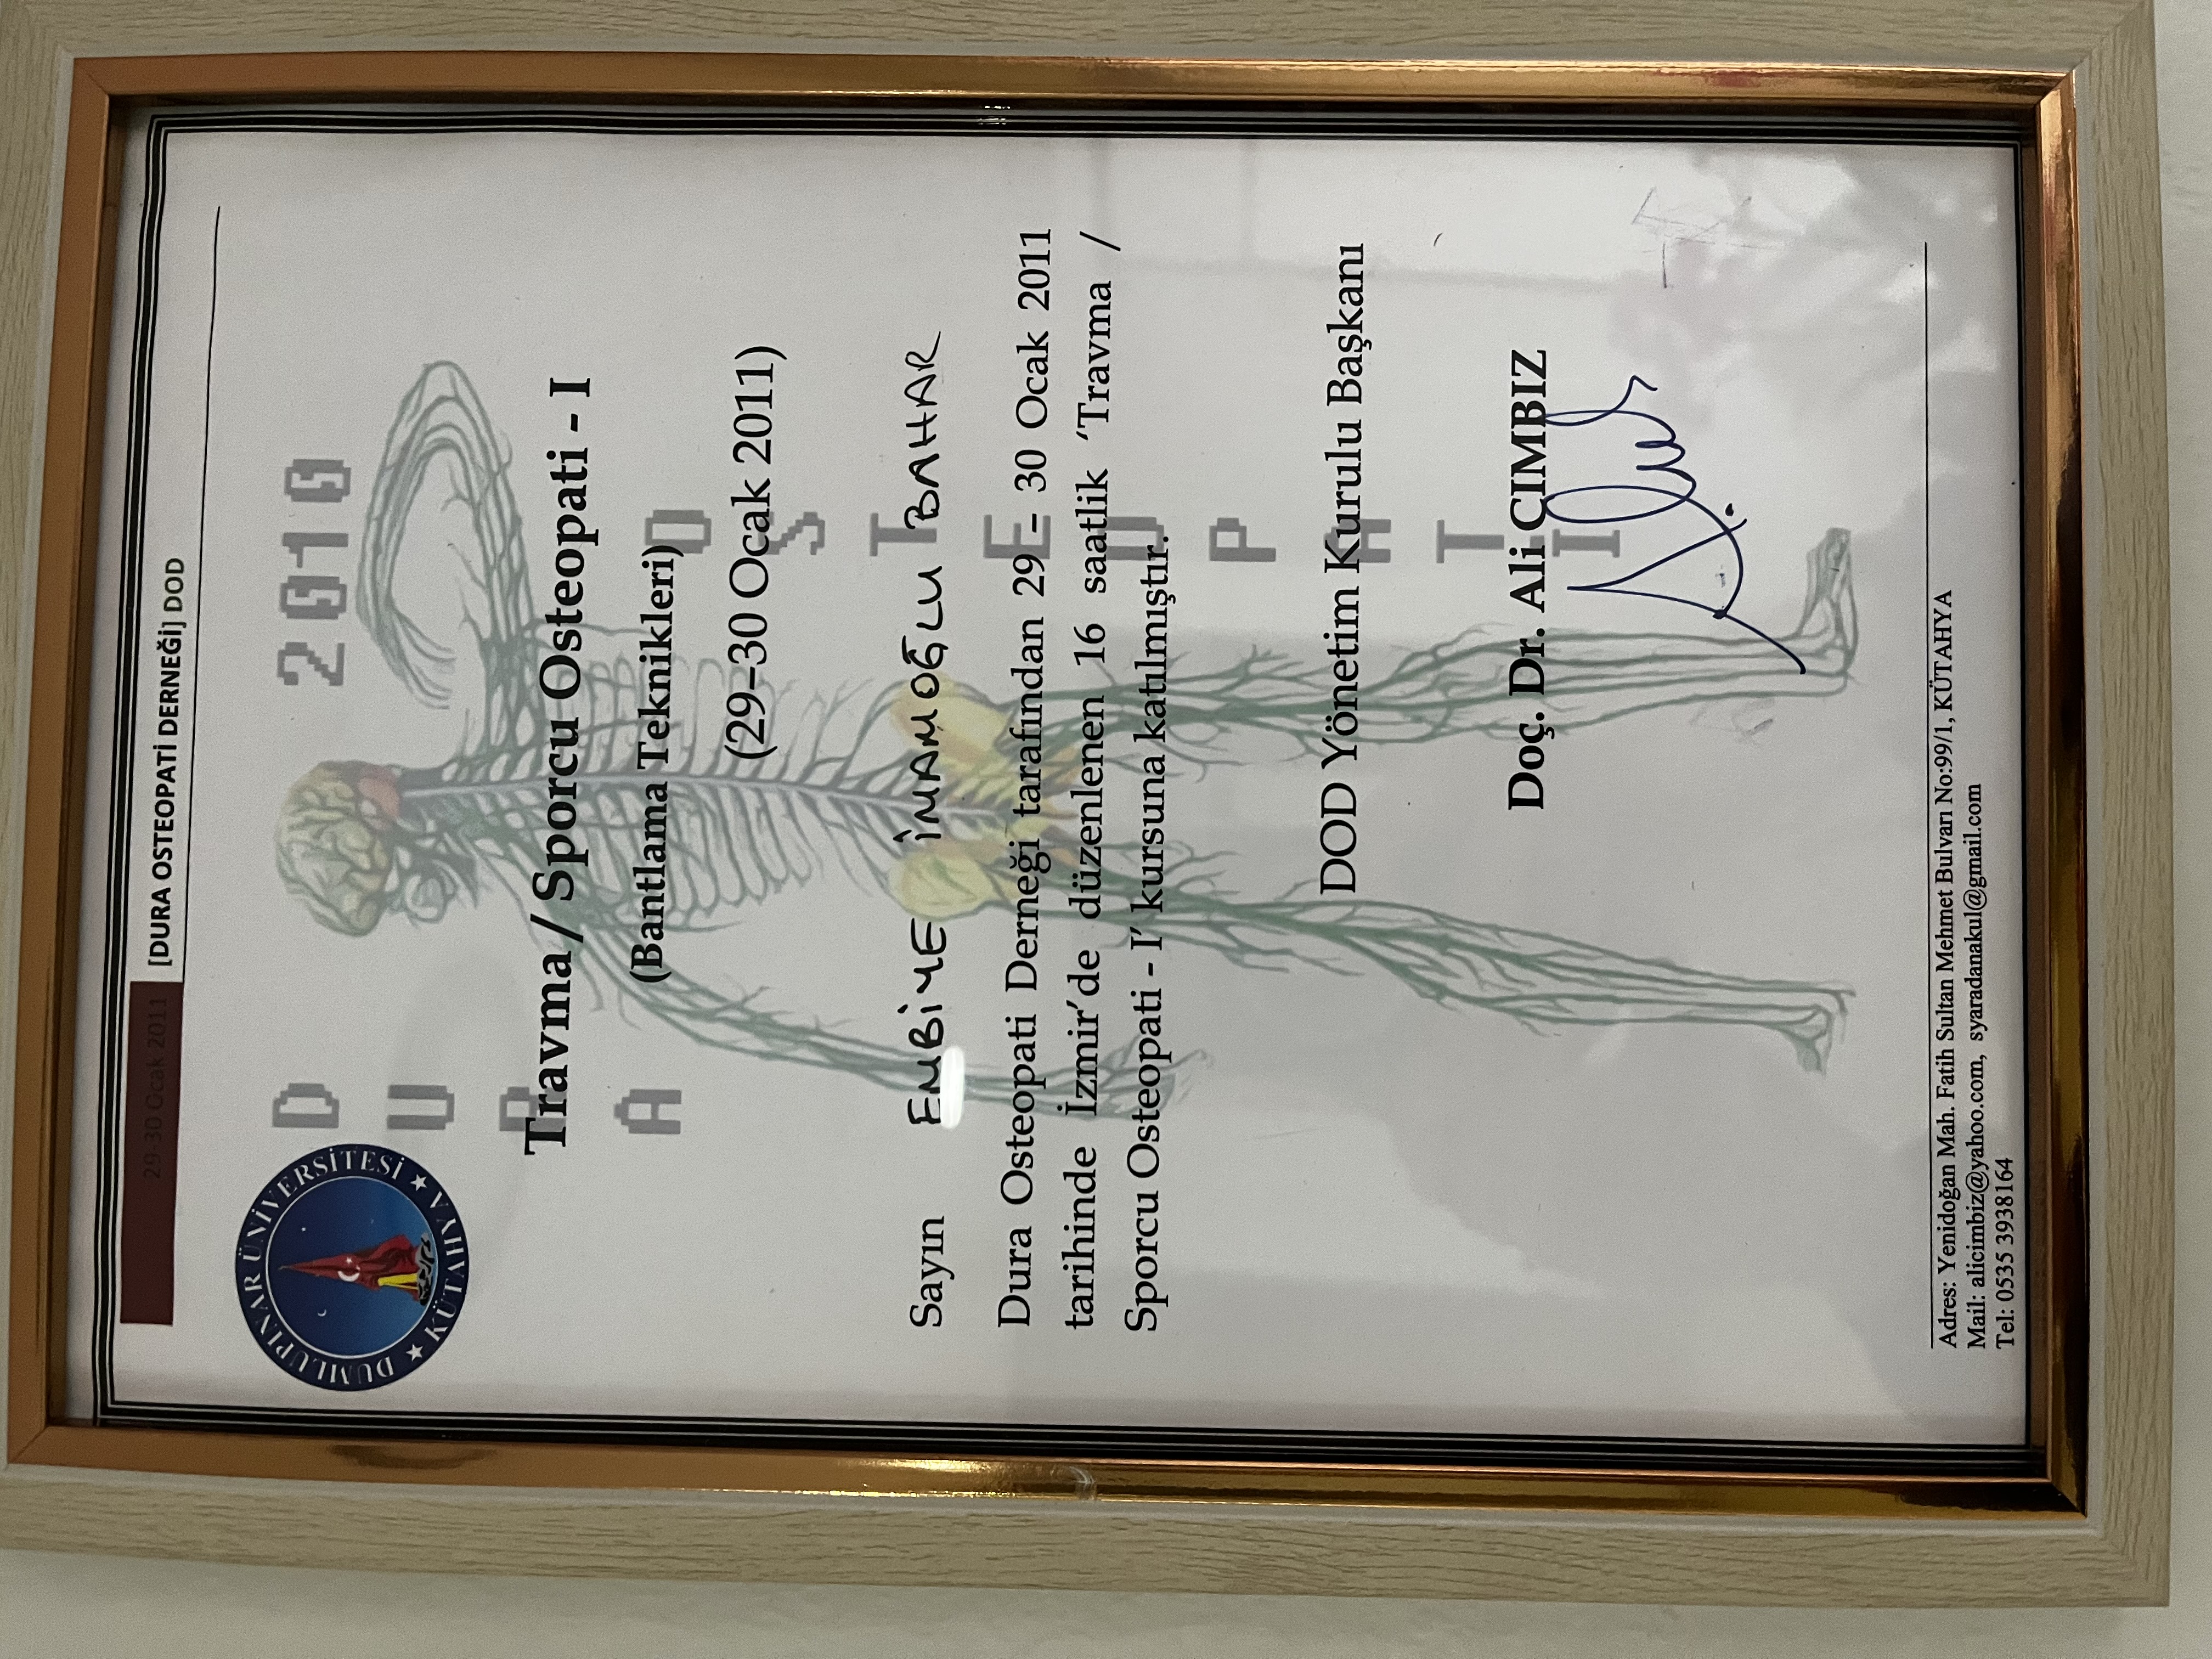 29-30 Ocak 2011 [DURA OSTEOPATİ DERNEĞİ] DOD
DUMLUPINAR ÜNİVERSİTESİ ★ KÜTAHYA ★
DURA
2010
OSTEOPATI
Travma / Sporcu Osteopati - I
(Bantlama Teknikleri)
(29–30 Ocak 2011)
Sayın EMBİYE İMAMOĞLU BAHAR
Dura Osteopati Derneği tarafından 29 – 30 Ocak 2011
tarihinde İzmir'de düzenlenen 16 saatlik 'Travma /
Sporcu Osteopati - I' kursuna katılmıştır.
DOD Yönetim Kurulu Başkanı
Doç. Dr. Ali CIMBIZ
Adres: Yenidoğan Mah. Fatih Sultan Mehmet Bulvarı No:99/1, KÜTAHYA
Mail: alicimbiz@yahoo.com, syaradanakul@gmail.com
Tel: 0535 3938164